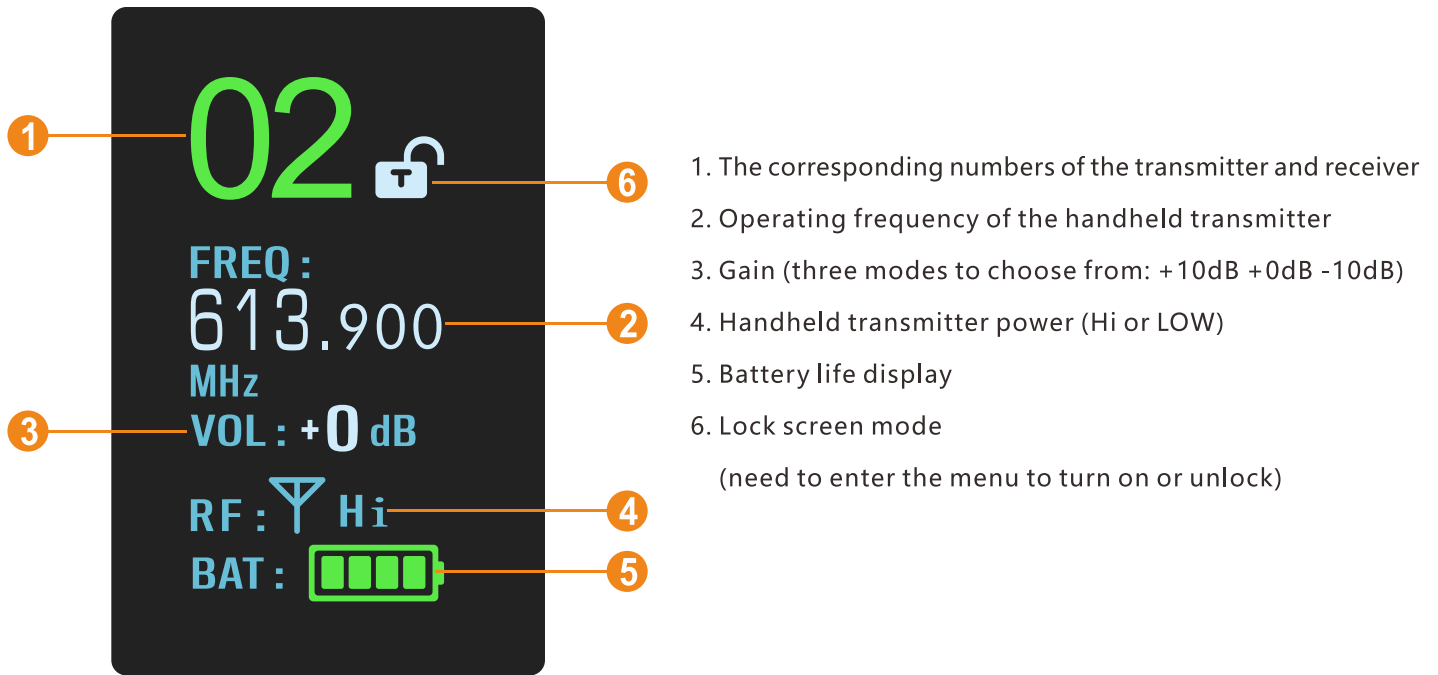 02
FREQ :
613.900
MHz
VOL : +0 dB
RF : Hi
BAT :
1
2
3
4
5
6
1. The corresponding numbers of the transmitter and receiver
2. Operating frequency of the handheld transmitter
3. Gain (three modes to choose from: +10dB +0dB -10dB)
4. Handheld transmitter power (Hi or LOW)
5. Battery life display
6. Lock screen mode
(need to enter the menu to turn on or unlock)